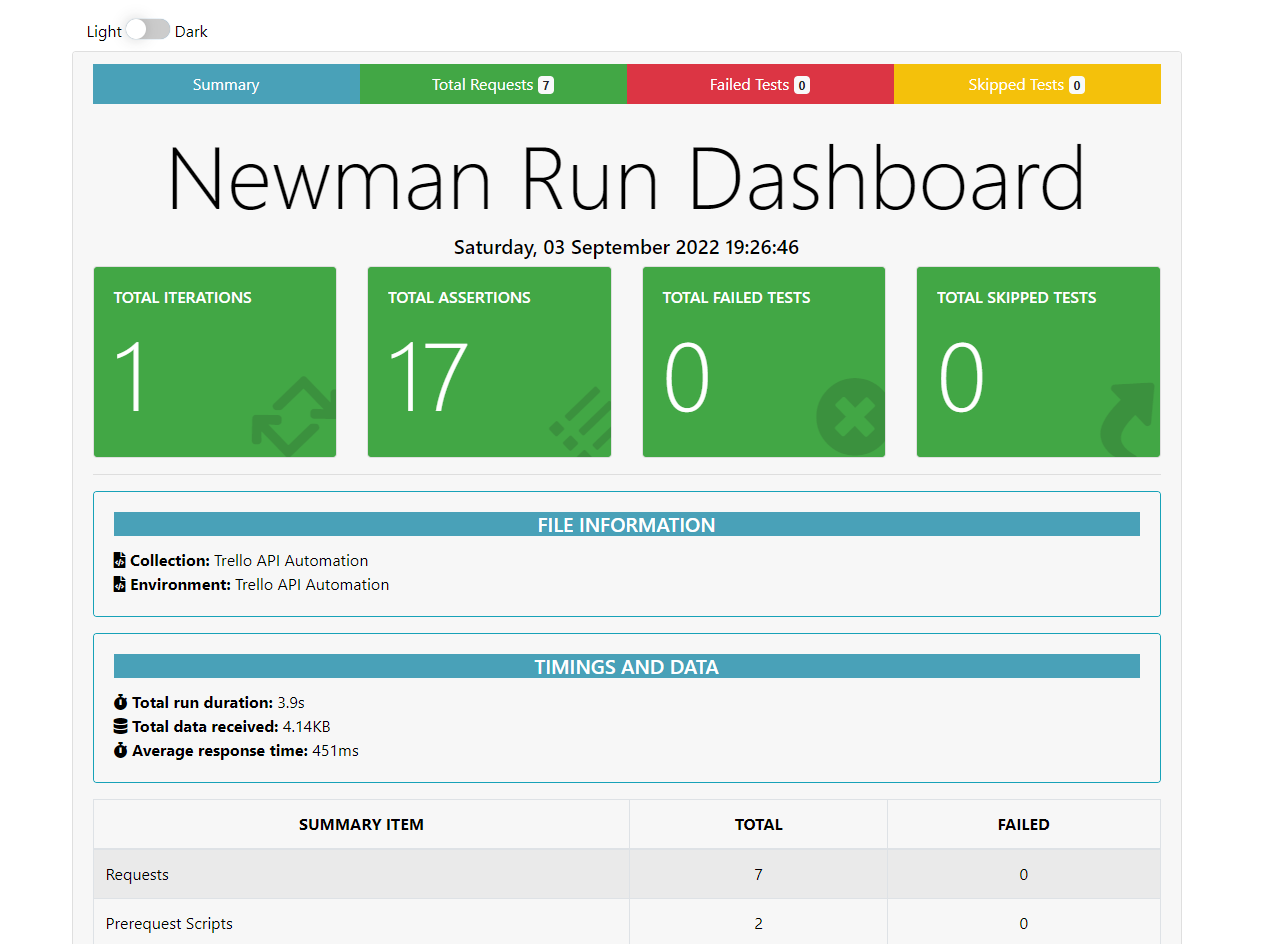 Light Dark
Summary Total Requests 7 Failed Tests 0 Skipped Tests 0
Newman Run Dashboard
Saturday, 03 September 2022 19:26:46
TOTAL ITERATIONS TOTAL ASSERTIONS TOTAL FAILED TESTS TOTAL SKIPPED TESTS
1 17 0 0
FILE INFORMATION
Collection: Trello API Automation
Environment: Trello API Automation
TIMINGS AND DATA
Total run duration: 3.9s
Total data received: 4.14KB
Average response time: 451ms
SUMMARY ITEM TOTAL FAILED
Requests 7 0
Prerequest Scripts 2 0